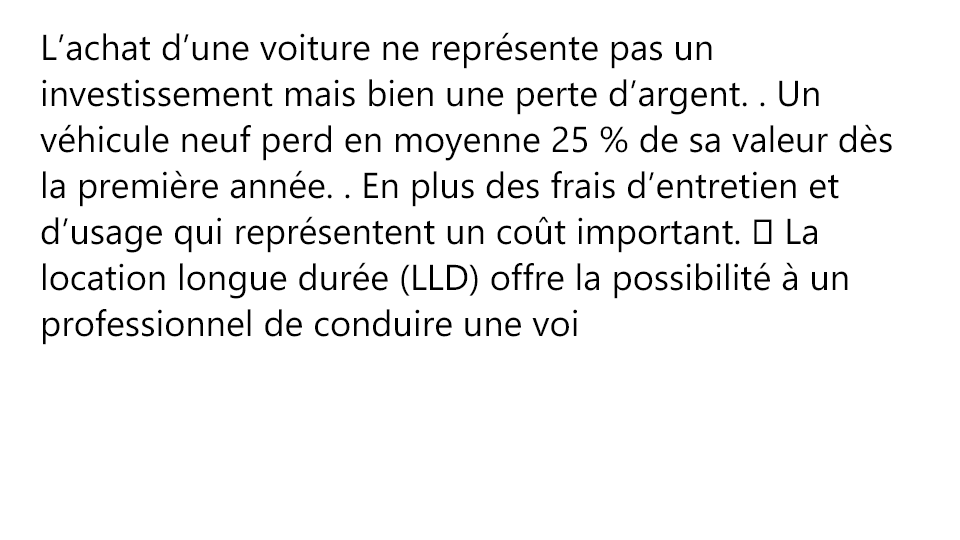 L’achat d’une voiture ne représente pas un
investissement mais bien une perte d’argent. . Un
véhicule neuf perd en moyenne 25 % de sa valeur dès
la première année. . En plus des frais d’entretien et
d’usage qui représentent un coût important. 󠀠▯ La
location longue durée (LLD) offre la possibilité à un
professionnel de conduire une voi